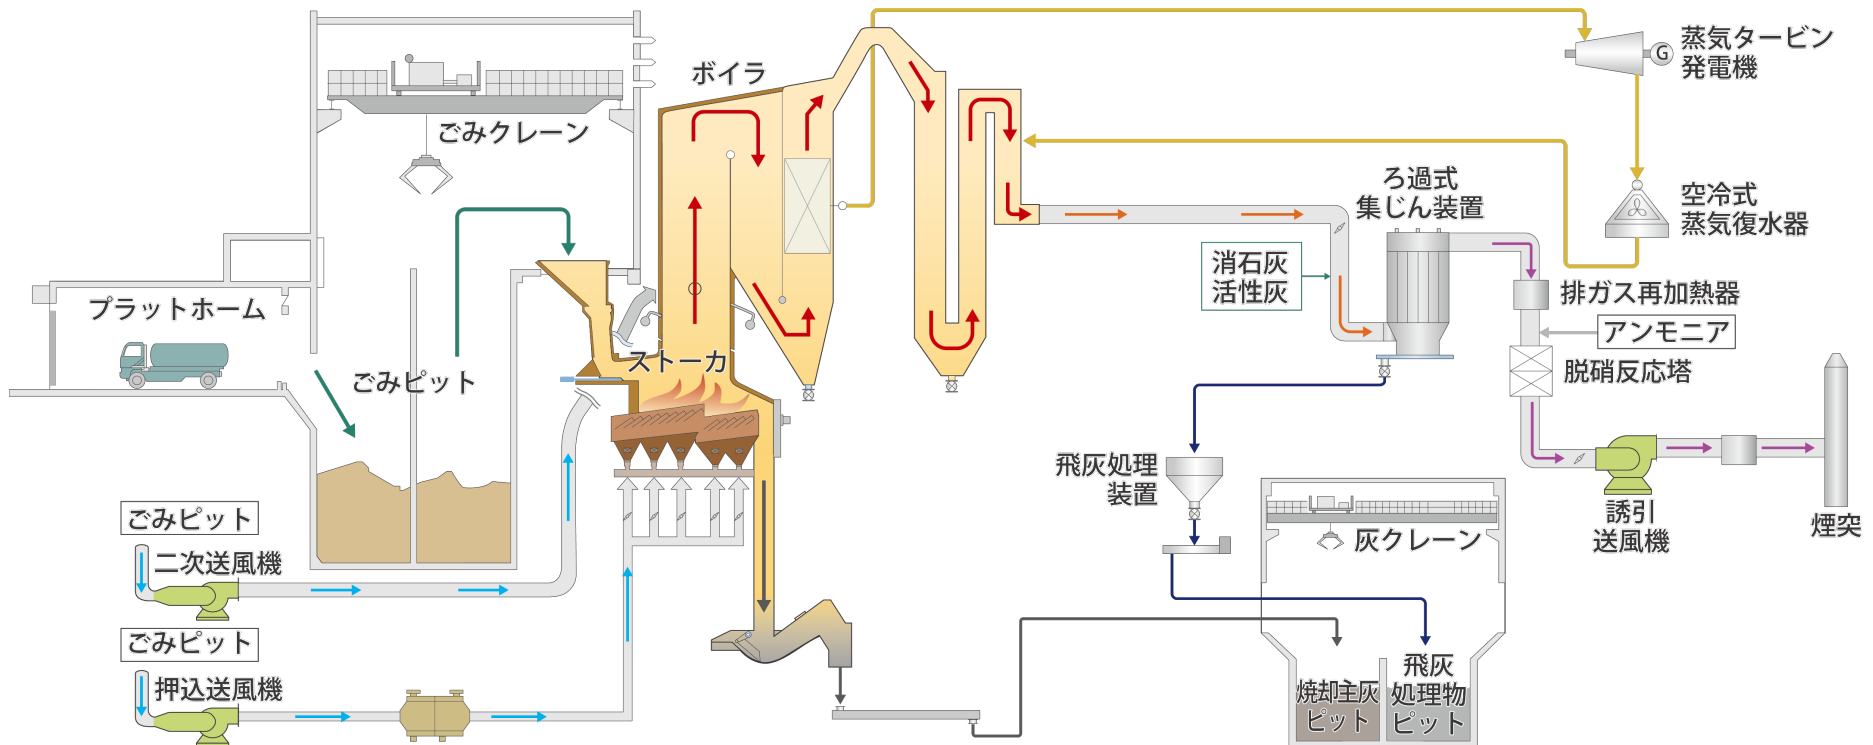 ボイラ
ごみクレーン
G
蒸気タービン
発電機
ろ過式
集じん装置
空冷式
蒸気復水器
消石灰
活性灰
排ガス再加熱器
アンモニア
脱硝反応塔
プラットホーム
ごみピット
ストーカ
飛灰処理
装置
灰クレーン
誘引
送風機
煙突
ごみピット
二次送風機
ごみピット
押込送風機
焼却主灰
ピット
飛灰
処理物
ピット